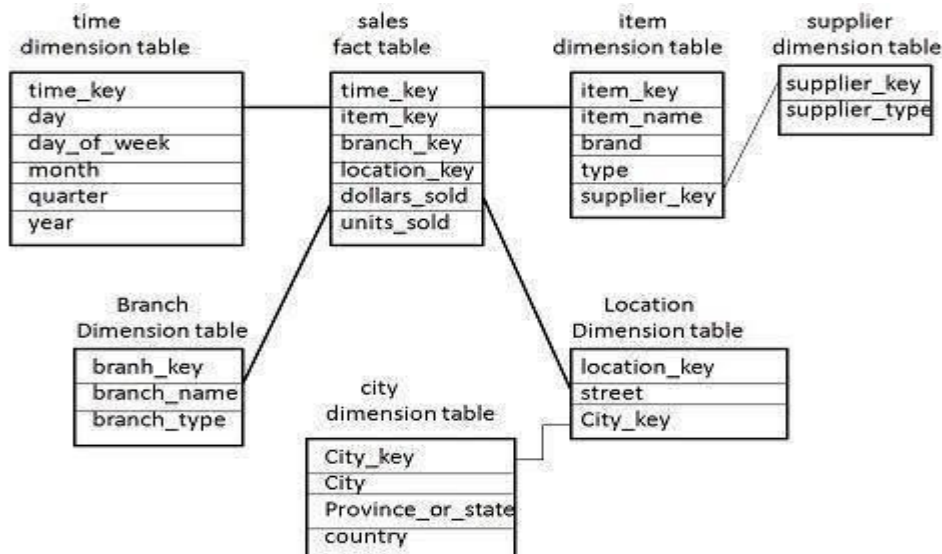 time
dimension table
time_key
day
day_of_week
month
quarter
year
sales
fact table
time_key
item_key
branch_key
location_key
dollars_sold
units_sold
item
dimension table
item_key
item_name
brand
type
supplier_key
supplier
dimension table
supplier_key
supplier_type
Branch
Dimension table
branh_key
branch_name
branch_type
city
dimension table
City_key
City
Province_or_state
country
Location
Dimension table
location_key
street
City_key